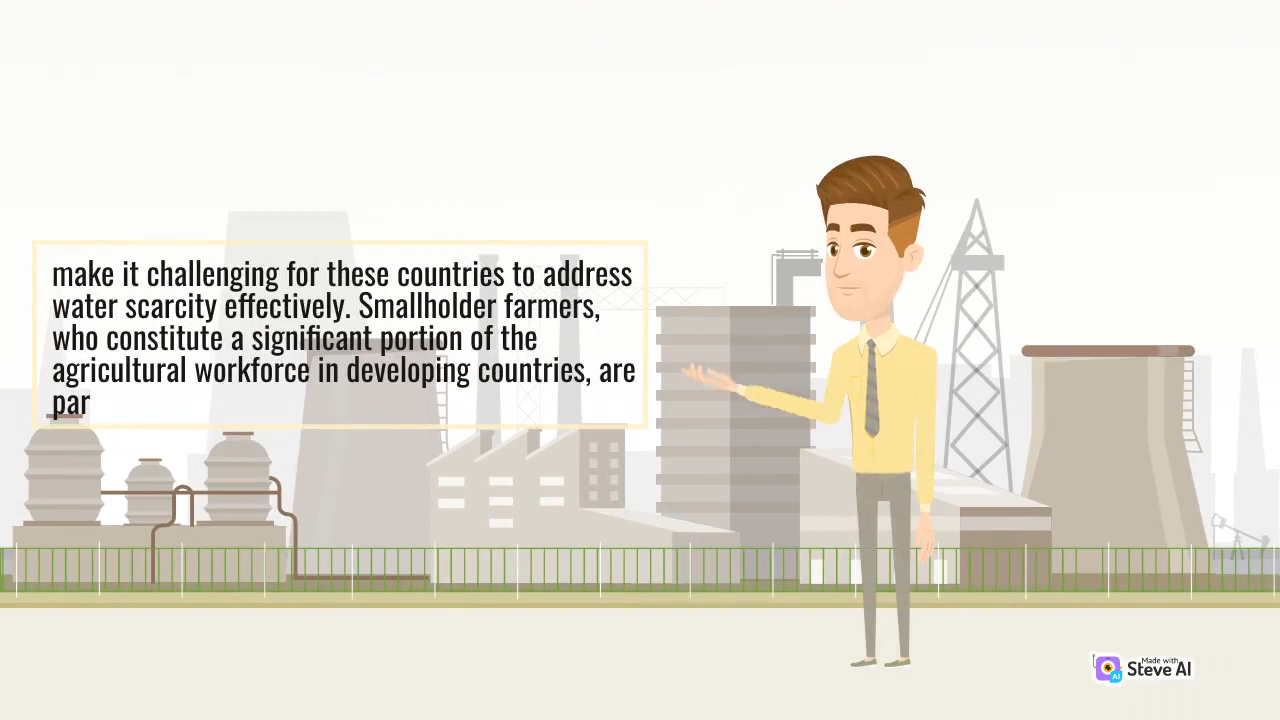 make it challenging for these countries to address
water scarcity effectively. Smallholder farmers,
who constitute a significant portion of the
agricultural workforce in developing countries, are
par
Made with
Steve AI
AI